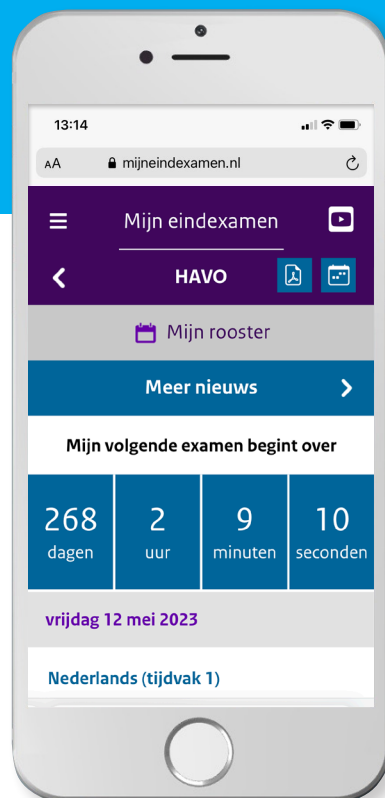 13:14
AA mijneindexamen.nl
Mijn eindexamen
HAVO
Mijn rooster
Meer nieuws
Mijn volgende examen begint over
268 2 9 10
dagen uur minuten seconden
vrijdag 12 mei 2023
Nederlands (tijdvak 1)